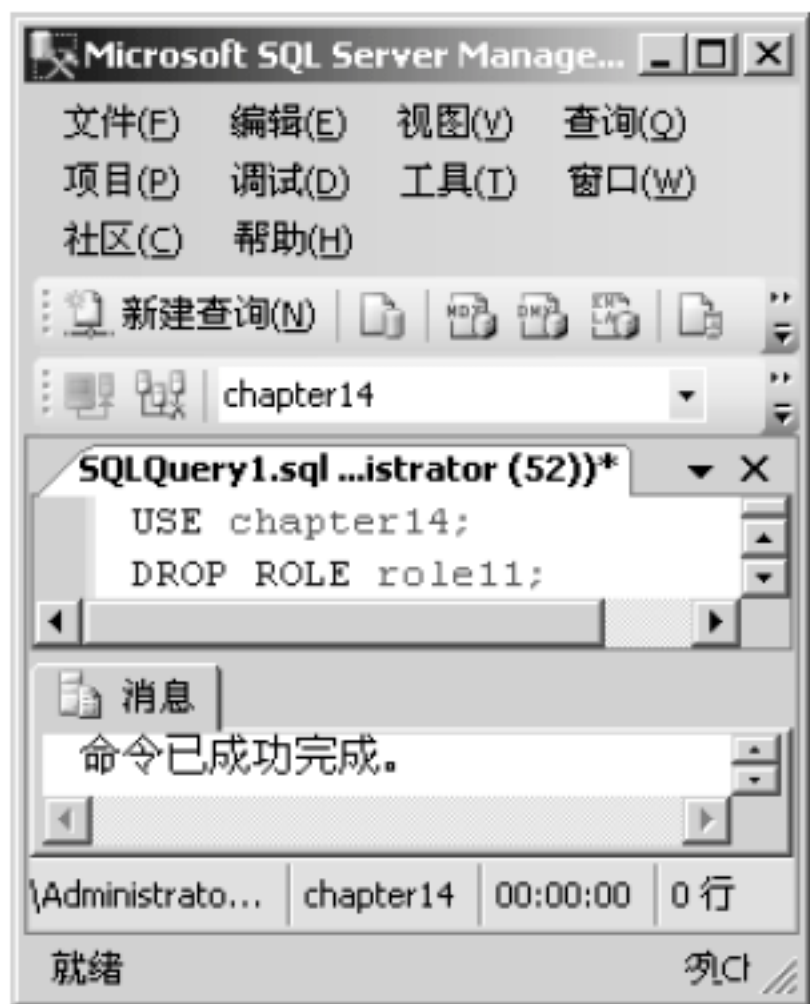 Microsoft SQL Server Manage...
文件(F) 编辑(E) 视图(V) 查询(Q)
项目(P) 调试(D) 工具(T) 窗口(W)
社区(C) 帮助(H)
新建查询(N)
chapter14
SQLQuery1.sql ...istrator (52))*
USE chapter14;
DROP ROLE role11;
消息
命令已成功完成。
\Administrato... chapter14 00:00:00 0 行
就绪